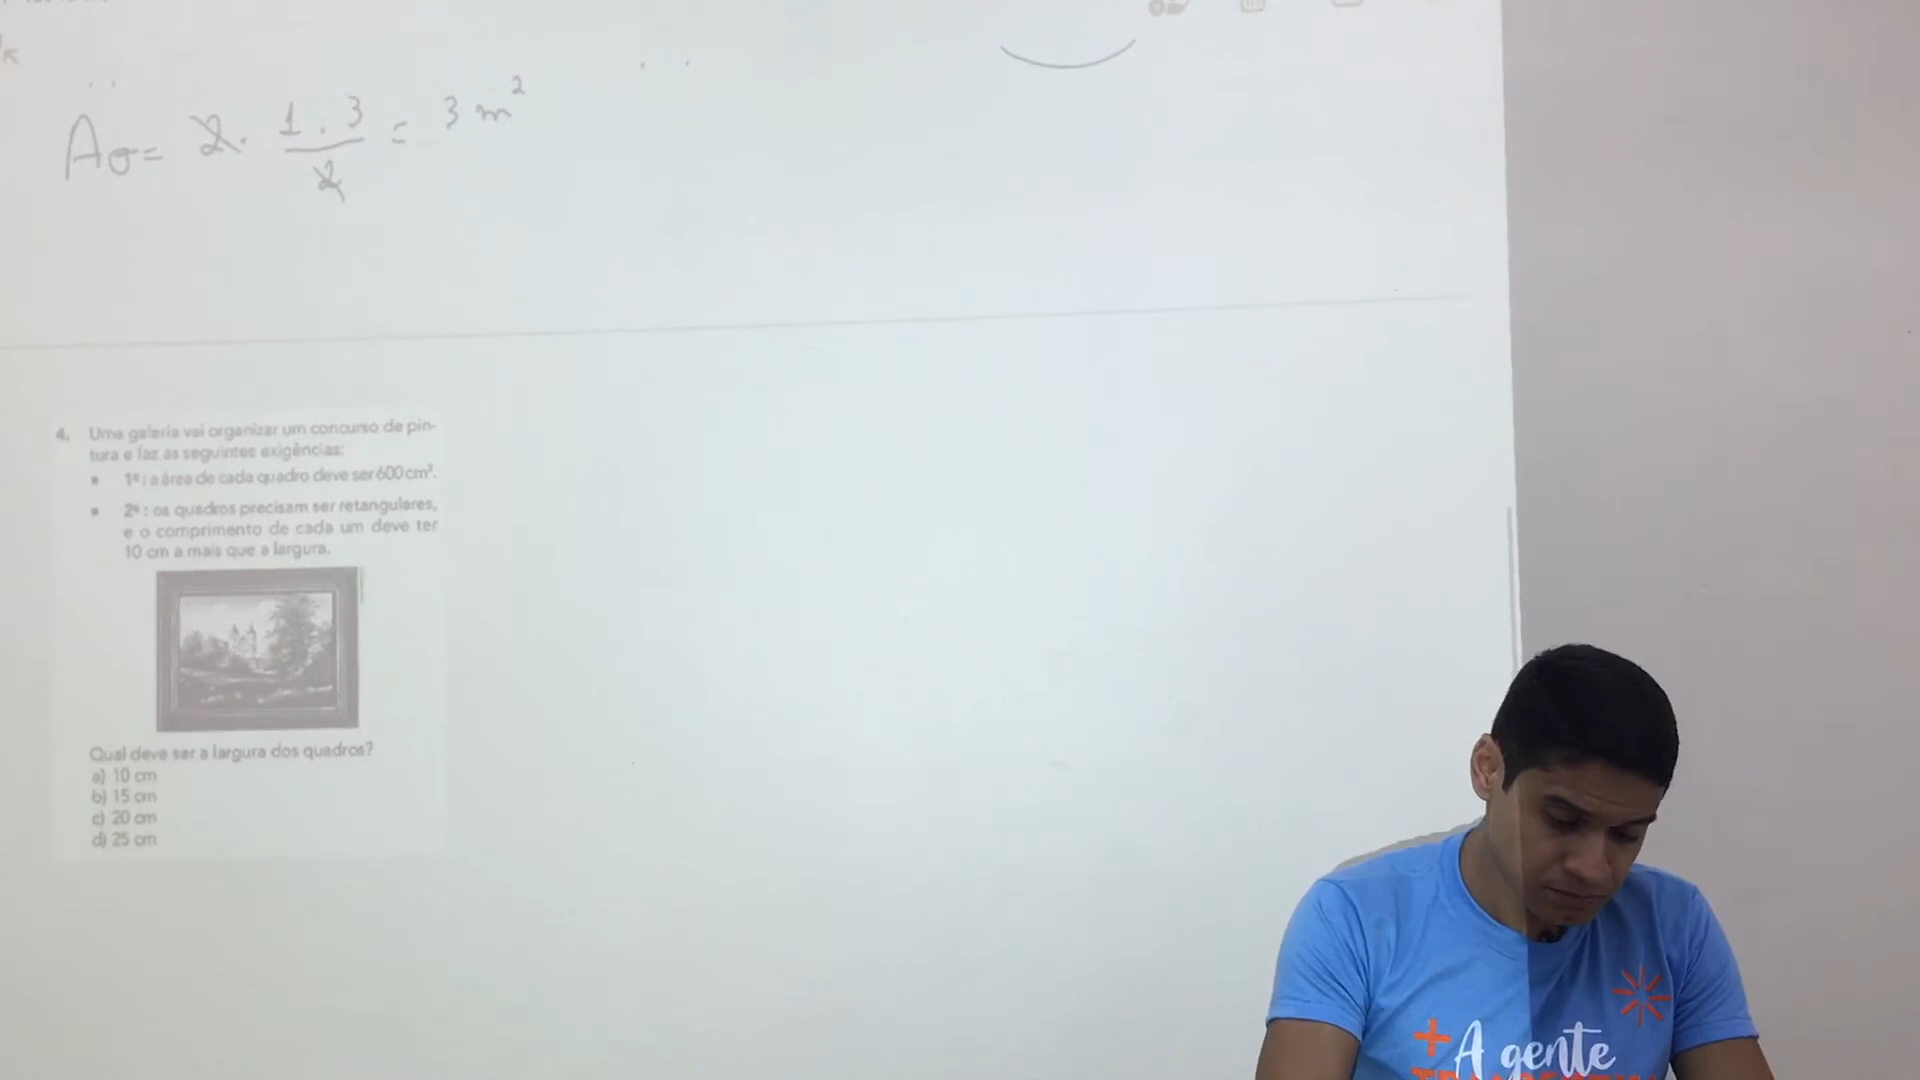 Aσ = 2 · 1 . 3 / 2 = 3 m²
4. Uma galeria vai organizar um concurso de pin-
tura e faz as seguintes exigências:
• 1ª : a área de cada quadro deve ser 600 cm².
• 2ª : os quadros precisam ser retangulares,
e o comprimento de cada um deve ter
10 cm a mais que a largura.
Qual deve ser a largura dos quadros?
a) 10 cm
b) 15 cm
c) 20 cm
d) 25 cm
+ A gente